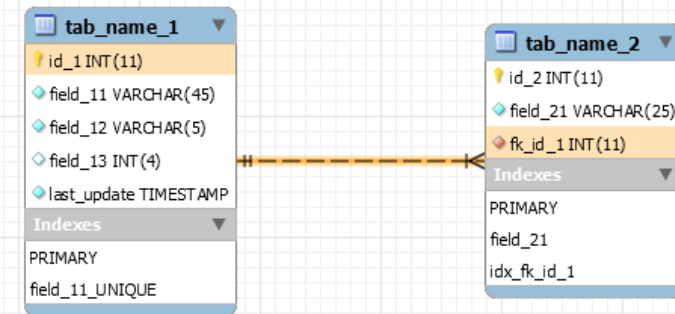 tab_name_1
id_1 INT(11)
field_11 VARCHAR(45)
field_12 VARCHAR(5)
field_13 INT(4)
last_update TIMESTAMP
Indexes
PRIMARY
field_11_UNIQUE
tab_name_2
id_2 INT(11)
field_21 VARCHAR(25)
fk_id_1 INT(11)
Indexes
PRIMARY
field_21
idx_fk_id_1